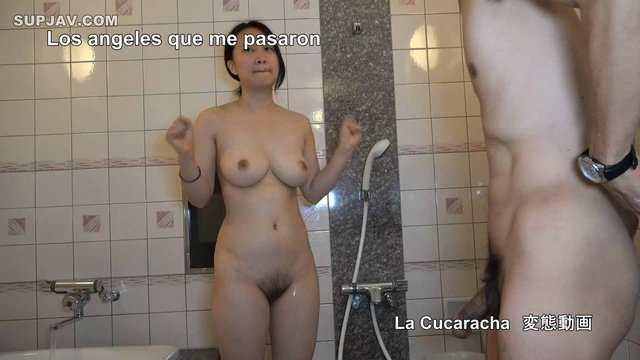 SUPJAV.COM
Los angeles que me pasaron
La Cucaracha 変態動画